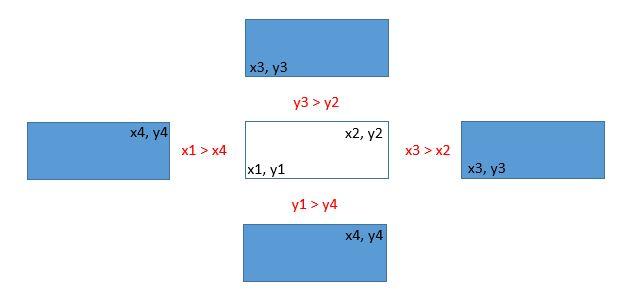 x3, y3
y3 > y2
x4, y4
x1 > x4
x2, y2
x1, y1
x3 > x2
x3, y3
y1 > y4
x4, y4